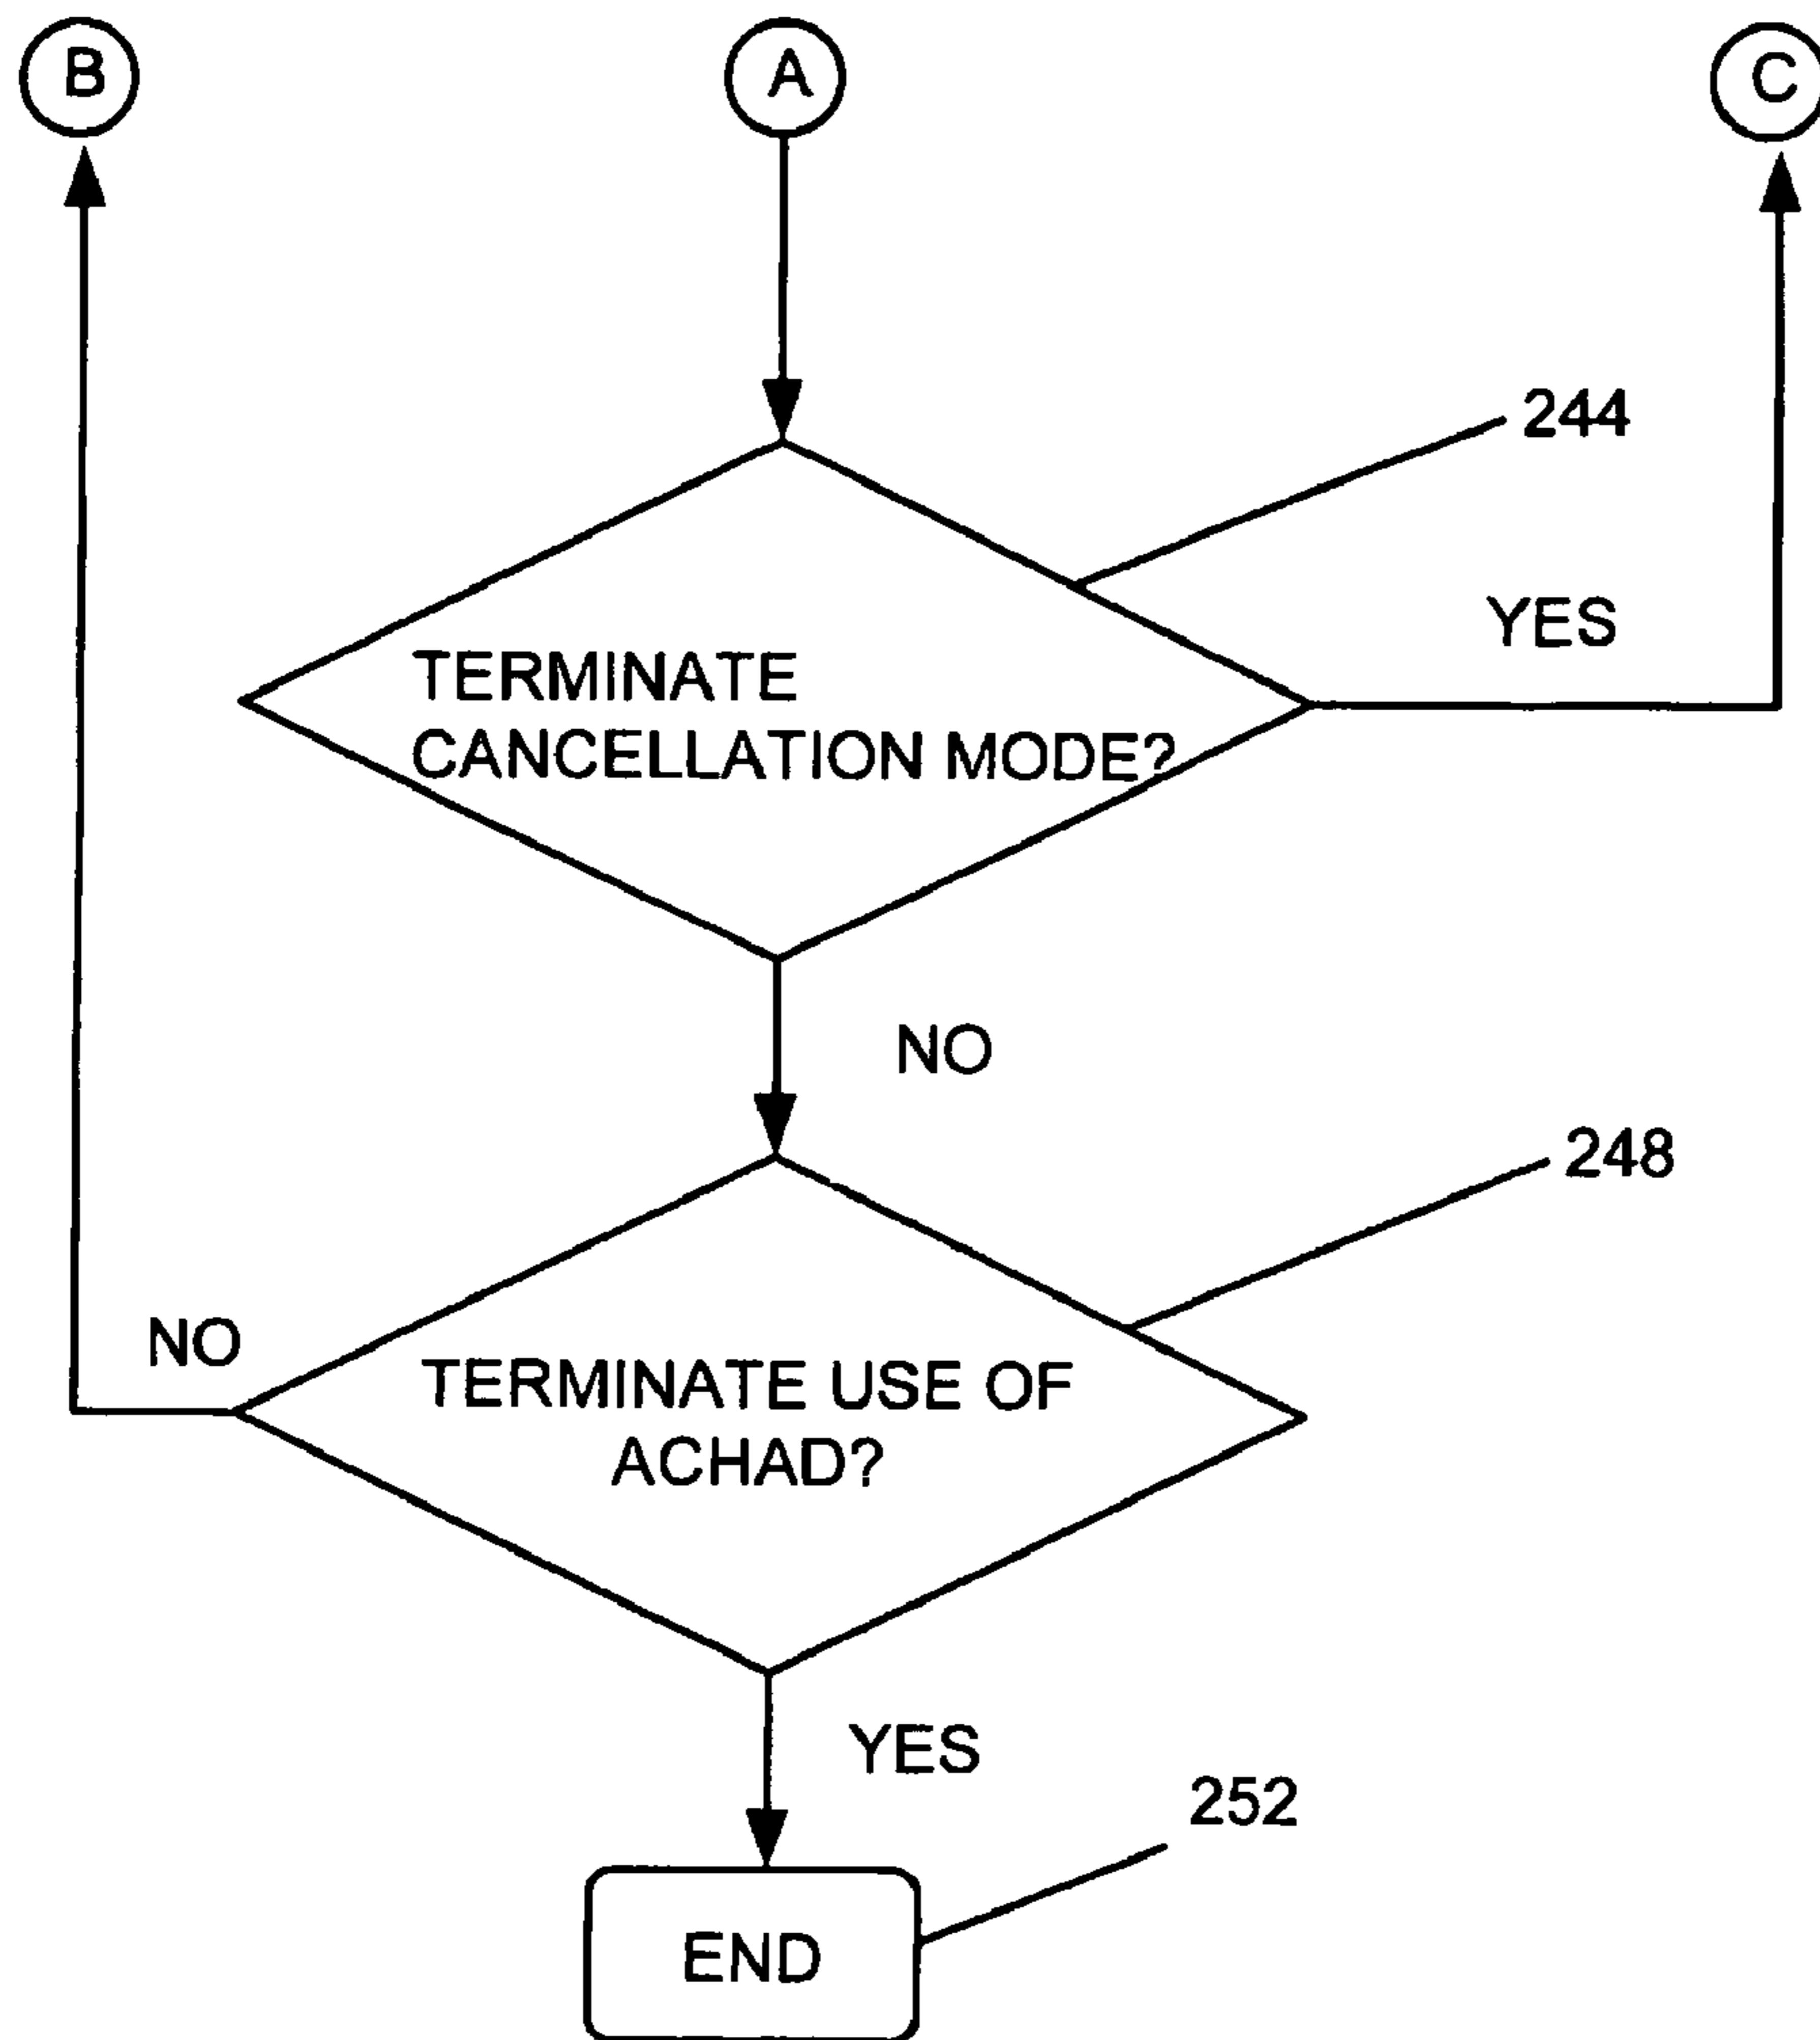 B
A
C
244
YES
TERMINATE
CANCELLATION MODE?
NO
248
NO
TERMINATE USE OF
ACHAD?
YES
252
END